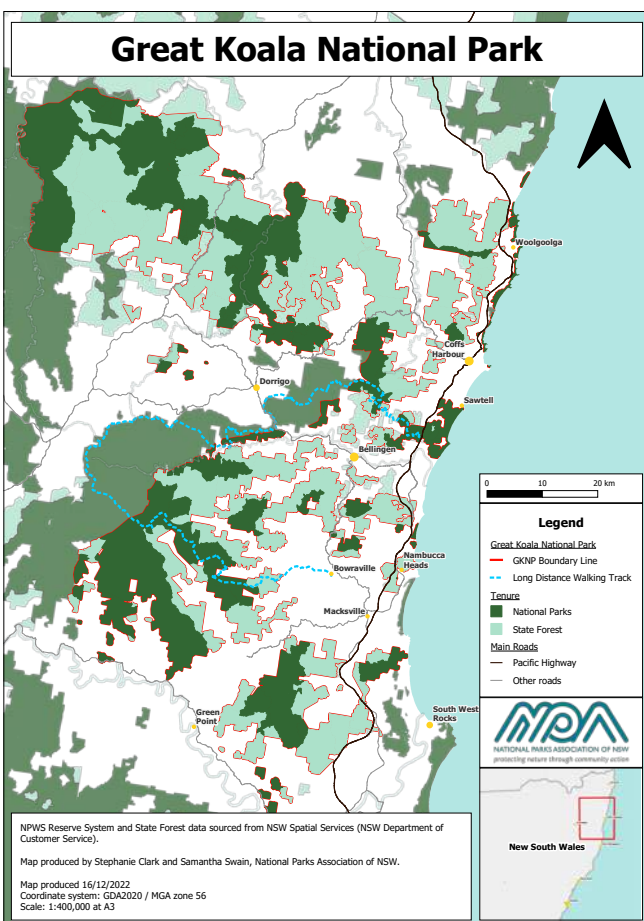 Great Koala National Park
Woolgoolga
Coffs
Harbour
Dorrigo
Sawtell
Bellingen
Nambucca
Heads
Bowraville
Macksville
Green
Point
South West
Rocks
0 10 20 km
Legend
Great Koala National Park
GKNP Boundary Line
Long Distance Walking Track
Tenure
National Parks
State Forest
Main Roads
Pacific Highway
Other roads
NATIONAL PARKS ASSOCIATION OF NSW
protecting nature through community action
New South Wales
NPWS Reserve System and State Forest data sourced from NSW Spatial Services (NSW Department of
Customer Service).
Map produced by Stephanie Clark and Samantha Swain, National Parks Association of NSW.
Map produced 16/12/2022
Coordinate system: GDA2020 / MGA zone 56
Scale: 1:400,000 at A3